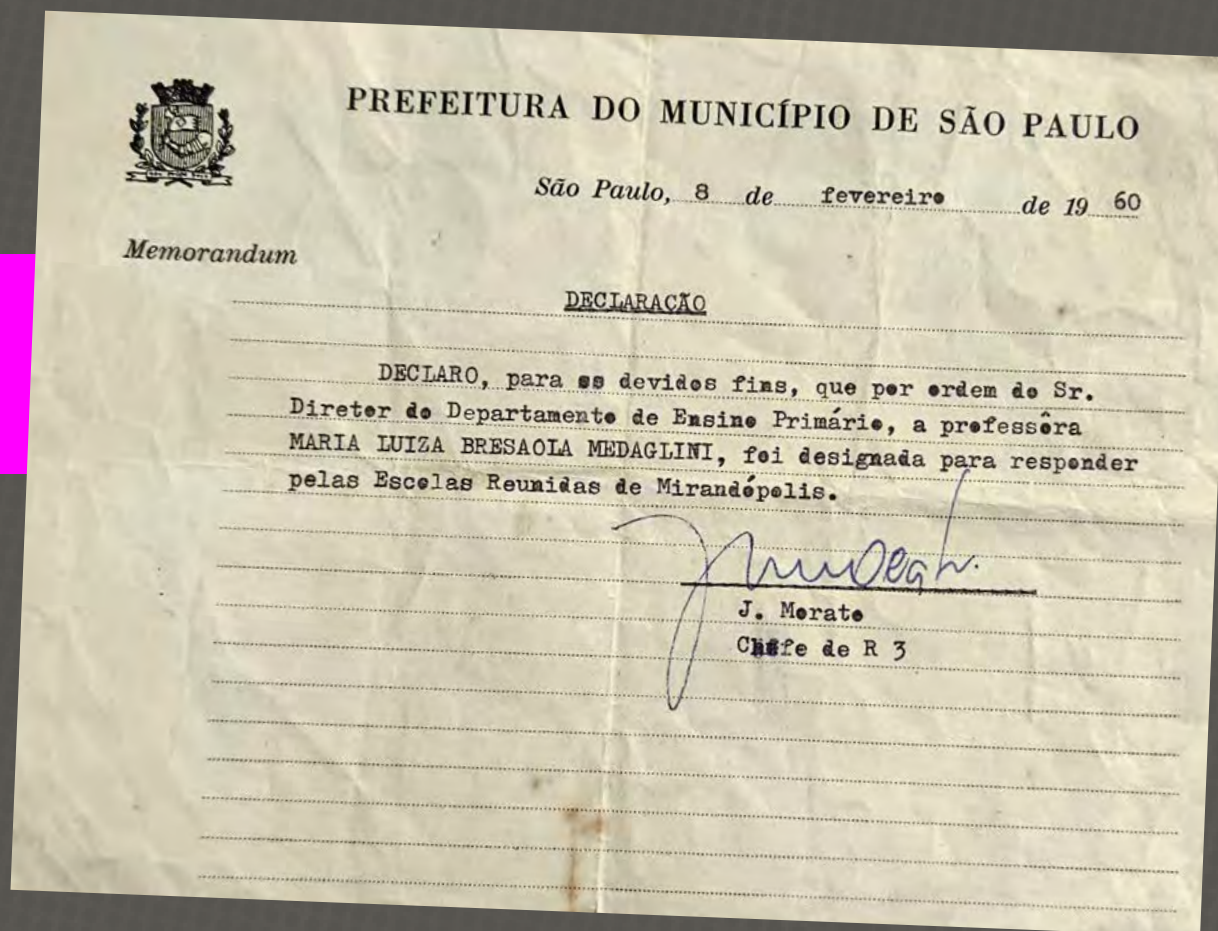 PREFEITURA DO MUNICÍPIO DE SÃO PAULO
São Paulo, 8 de fevereiro de 19 60
Memorandum
DECLARAÇÃO
DECLARO, para os devidos fins, que por ordem do Sr.
Diretor do Departamento de Ensino Primário, a professôra
MARIA LUIZA BRESAOLA MEDAGLINI, foi designada para responder
pelas Escolas Reunidas de Mirandópolis.
J. Morato
Chefe de R 3